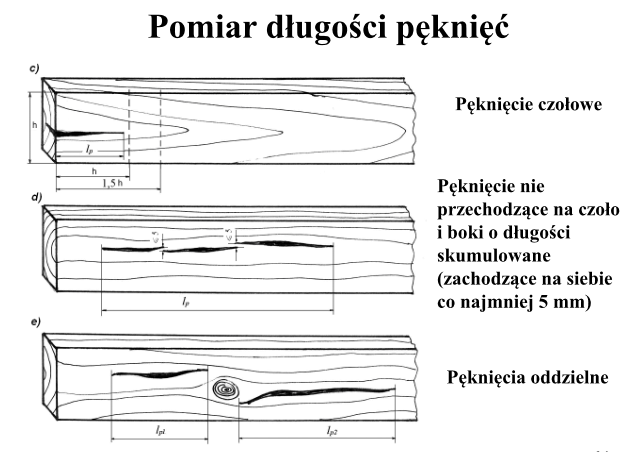 Pomiar długości pęknięć
c)
Pęknięcie czołowe
h
lp
h
1,5 h
d)
Pęknięcie nie
przechodzące na czoło
i boki o długości
skumulowane
(zachodzące na siebie
co najmniej 5 mm)
lp
e)
Pęknięcia oddzielne
lp1
lp2